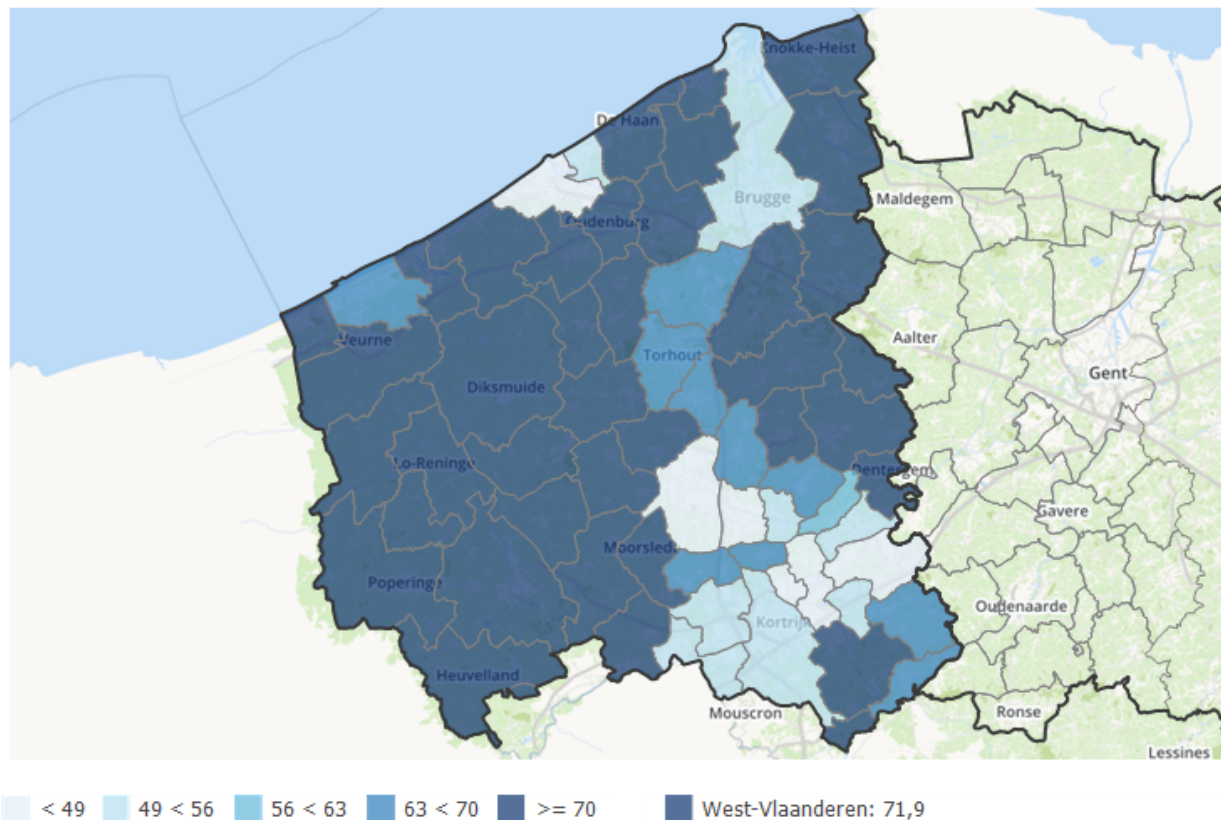 Knokke-Heist
De Haan
Brugge
Maldegem
Oudenburg
Veurne
Torhout
Aalter
Gent
Diksmuide
Lo-Reninge
Dentergem
Gavere
Moorslede
Poperinge
Oudenaarde
Kortrijk
Heuvelland
Mouscron
Ronse
Lessines
< 49 49 < 56 56 < 63 63 < 70 >= 70 West-Vlaanderen: 71,9